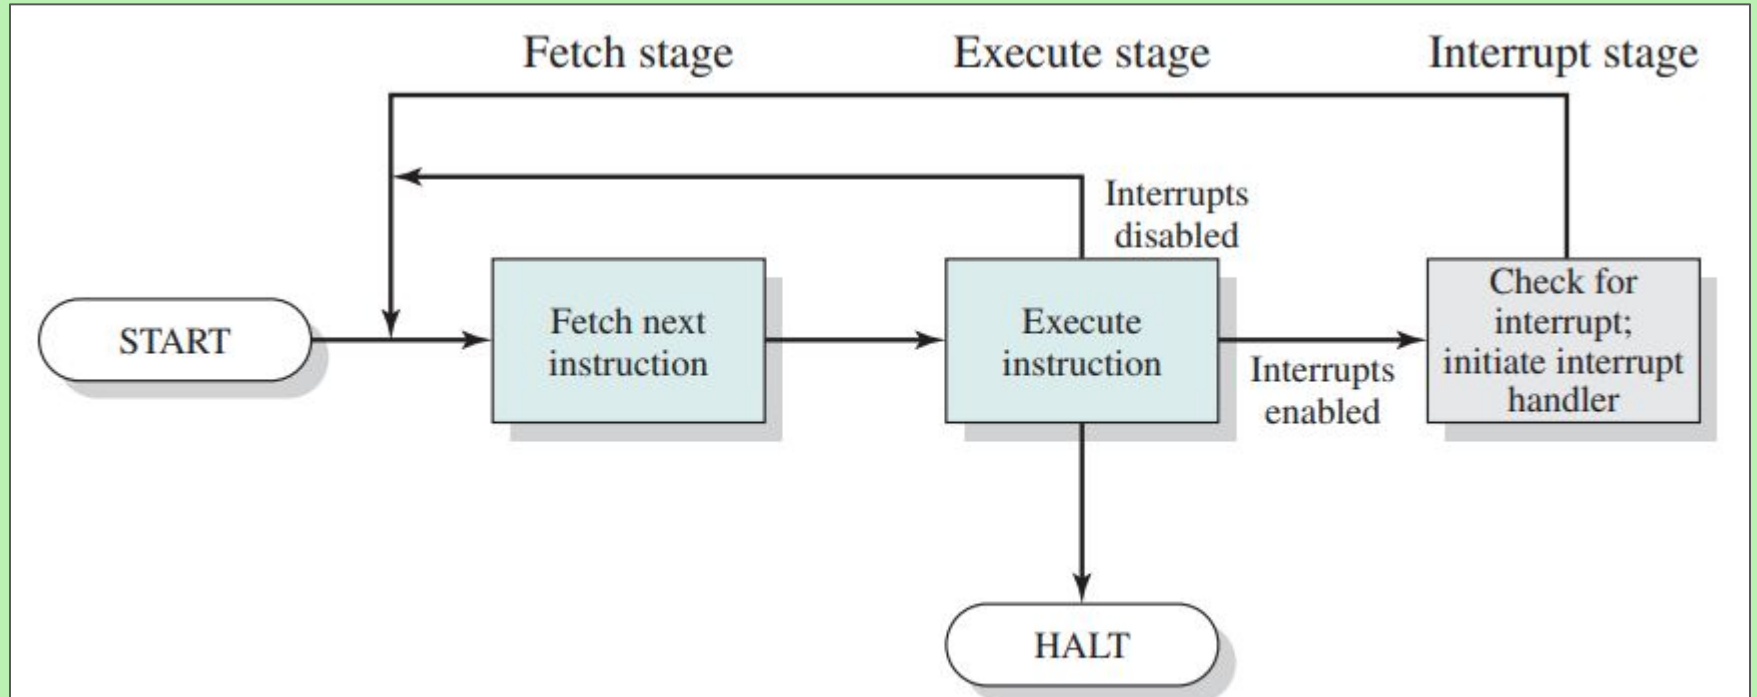 Fetch stage
Execute stage
Interrupt stage
Interrupts
disabled
START
Fetch next
instruction
Execute
instruction
Interrupts
enabled
Check for
interrupt;
initiate interrupt
handler
HALT